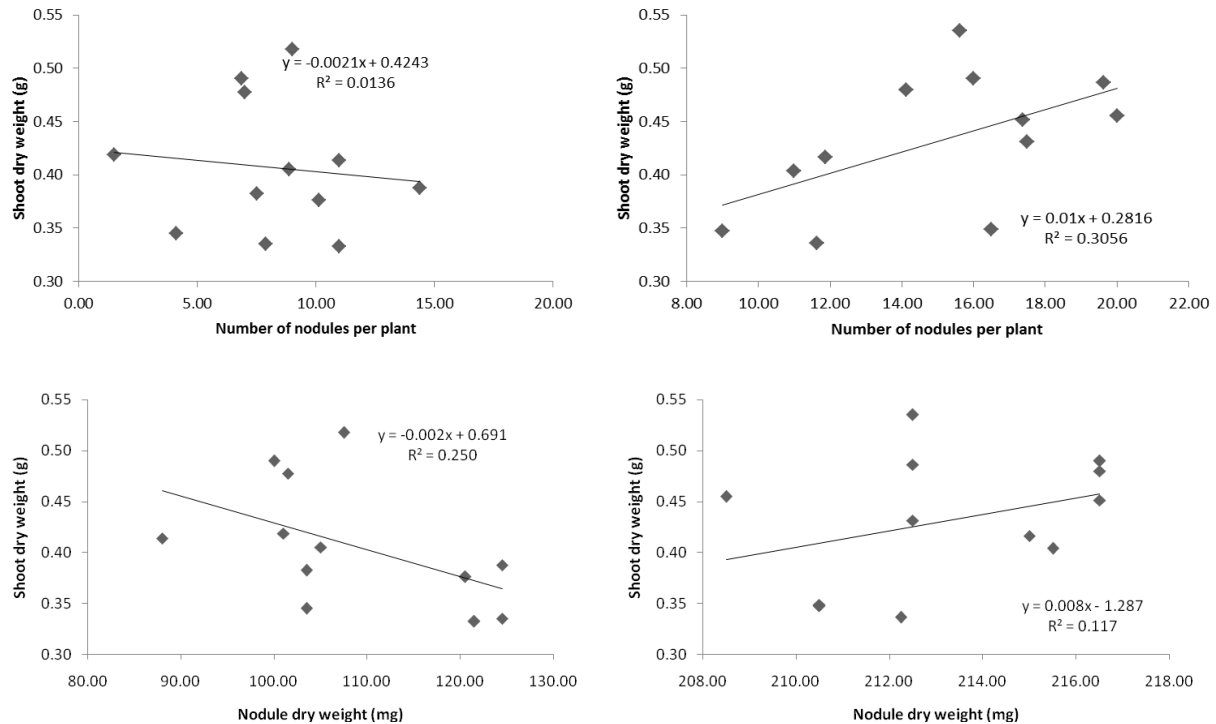 0.55
0.50
0.45
0.40
0.35
0.30
Shoot dry weight (g)
y = -0.0021x + 0.4243
R² = 0.0136
0.00 5.00 10.00 15.00 20.00
Number of nodules per plant
0.55
0.50
0.45
0.40
0.35
0.30
Shoot dry weight (g)
y = 0.01x + 0.2816
R² = 0.3056
8.00 10.00 12.00 14.00 16.00 18.00 20.00 22.00
Number of nodules per plant
0.55
0.50
0.45
0.40
0.35
0.30
Shoot dry weight (g)
y = -0.002x + 0.691
R² = 0.250
80.00 90.00 100.00 110.00 120.00 130.00
Nodule dry weight (mg)
0.55
0.50
0.45
0.40
0.35
0.30
Shoot dry weight (g)
y = 0.008x - 1.287
R² = 0.117
208.00 210.00 212.00 214.00 216.00 218.00
Nodule dry weight (mg)